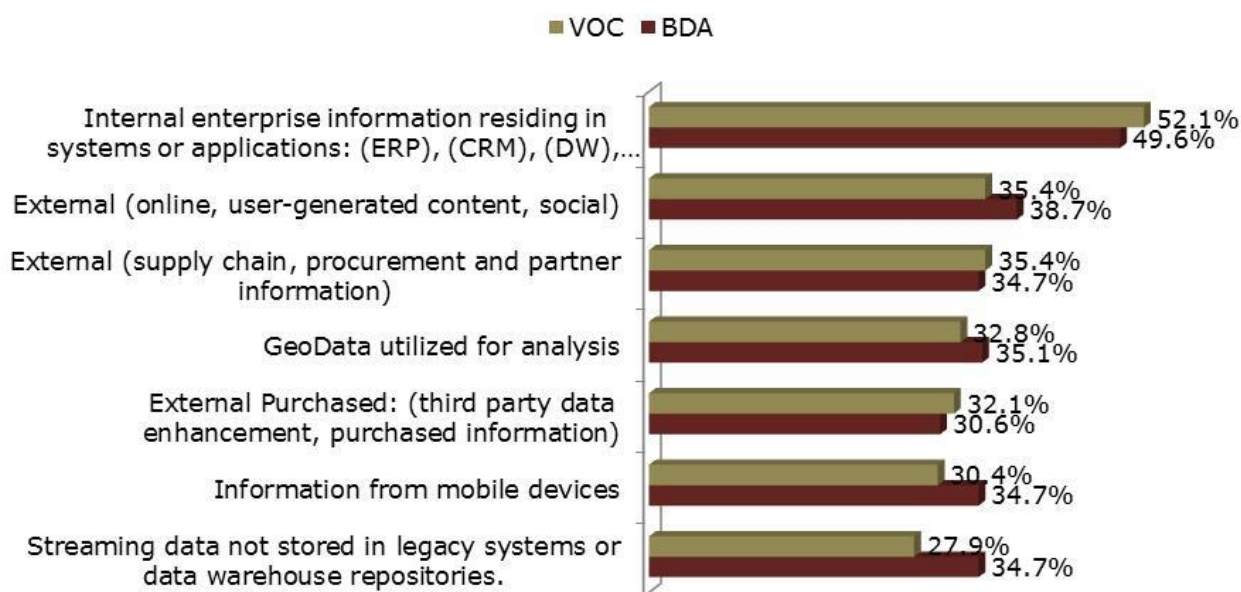 VOC BDA
Internal enterprise information residing in
systems or applications: (ERP), (CRM), (DW),...
52.1%
49.6%
External (online, user-generated content, social)
35.4%
38.7%
External (supply chain, procurement and partner
information)
35.4%
34.7%
GeoData utilized for analysis
32.8%
35.1%
External Purchased: (third party data
enhancement, purchased information)
32.1%
30.6%
Information from mobile devices
30.4%
34.7%
Streaming data not stored in legacy systems or
data warehouse repositories.
27.9%
34.7%